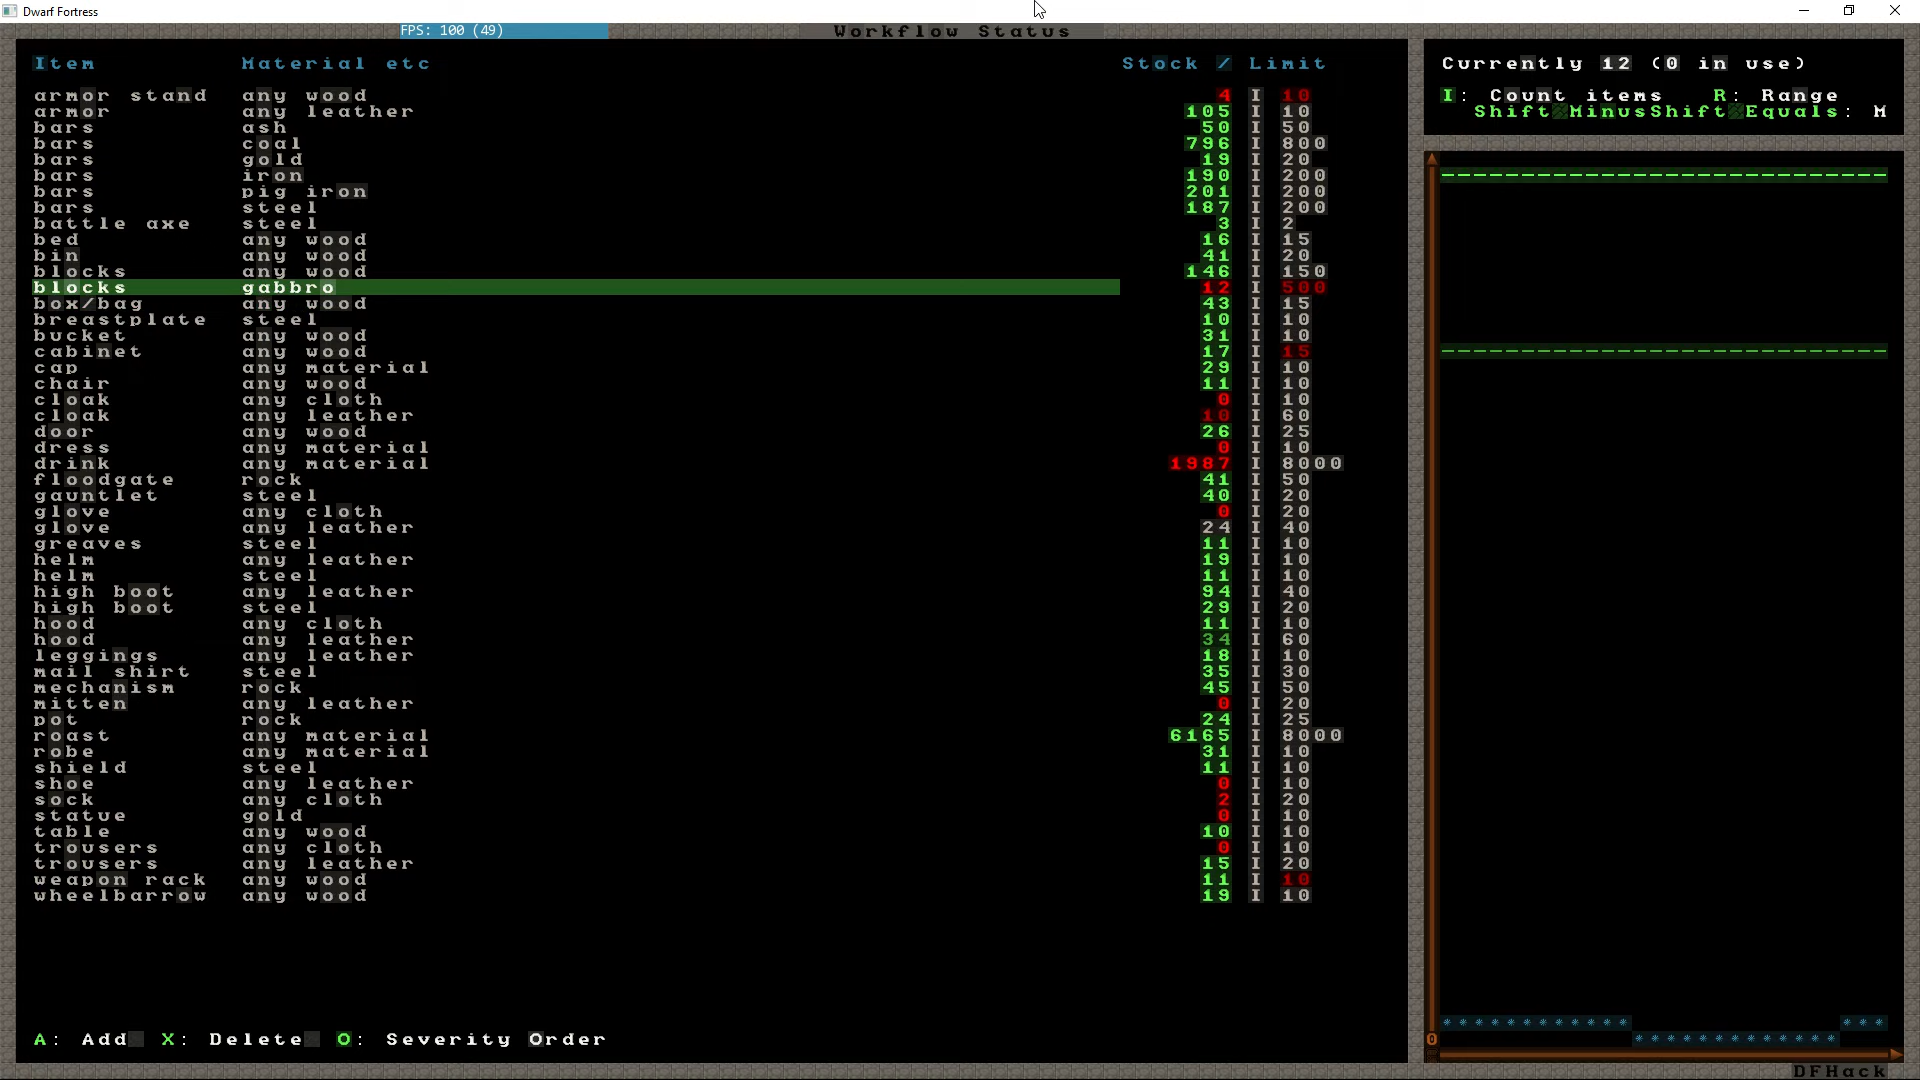 Dwarf Fortress
FPS: 100 (49)
Workflow Status
Item Material etc Stock / Limit
armor stand any wood 4 I 10
armor any leather 105 I 10
bars ash 50 I 50
bars coal 796 I 800
bars gold 19 I 20
bars iron 190 I 200
bars pig iron 201 I 200
bars steel 187 I 200
battle axe steel 3 I 2
bed any wood 16 I 15
bin any wood 41 I 20
blocks any wood 146 I 150
blocks gabbro 12 I 500
box/bag any wood 43 I 15
breastplate steel 10 I 10
bucket any wood 31 I 10
cabinet any wood 17 I 15
cap any material 29 I 10
chair any wood 11 I 10
cloak any cloth 0 I 10
cloak any leather 10 I 60
door any wood 26 I 25
dress any material 0 I 10
drink any material 1987 I 8000
floodgate rock 41 I 50
gauntlet steel 40 I 20
glove any cloth 0 I 20
glove any leather 24 I 40
greaves steel 11 I 10
helm any leather 19 I 10
helm steel 11 I 10
high boot any leather 94 I 40
high boot steel 29 I 20
hood any cloth 11 I 10
hood any leather 34 I 60
leggings any leather 18 I 10
mail shirt steel 35 I 30
mechanism rock 45 I 50
mitten any leather 0 I 20
pot rock 24 I 25
roast any material 6165 I 8000
robe any material 31 I 10
shield steel 11 I 10
shoe any leather 0 I 10
sock any cloth 2 I 20
statue gold 0 I 10
table any wood 10 I 10
trousers any cloth 0 I 10
trousers any leather 15 I 20
weapon rack any wood 11 I 10
wheelbarrow any wood 19 I 10
A: Add X: Delete O: Severity Order
Currently 12 (0 in use)
I: Count items R: Range
Shift MinusShift Equals: M
0
DFHack